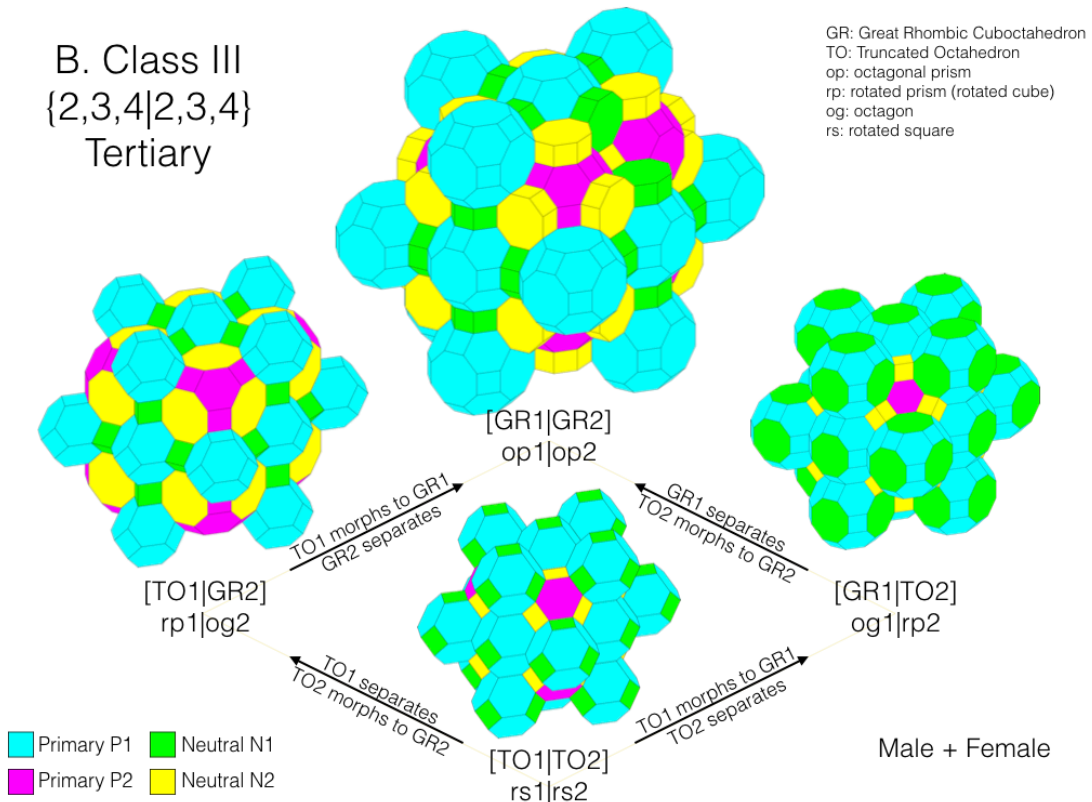 B. Class III
{2,3,4|2,3,4}
Tertiary
GR: Great Rhombic Cuboctahedron
TO: Truncated Octahedron
op: octagonal prism
rp: rotated prism (rotated cube)
og: octagon
rs: rotated square
[GR1|GR2]
op1|op2
TO1 morphs to GR1
GR2 separates
GR1 separates
TO2 morphs to GR2
[TO1|GR2]
rp1|og2
[GR1|TO2]
og1|rp2
TO1 separates
TO2 morphs to GR2
TO1 morphs to GR1
TO2 separates
[TO1|TO2]
rs1|rs2
Primary P1
Neutral N1
Primary P2
Neutral N2
Male + Female